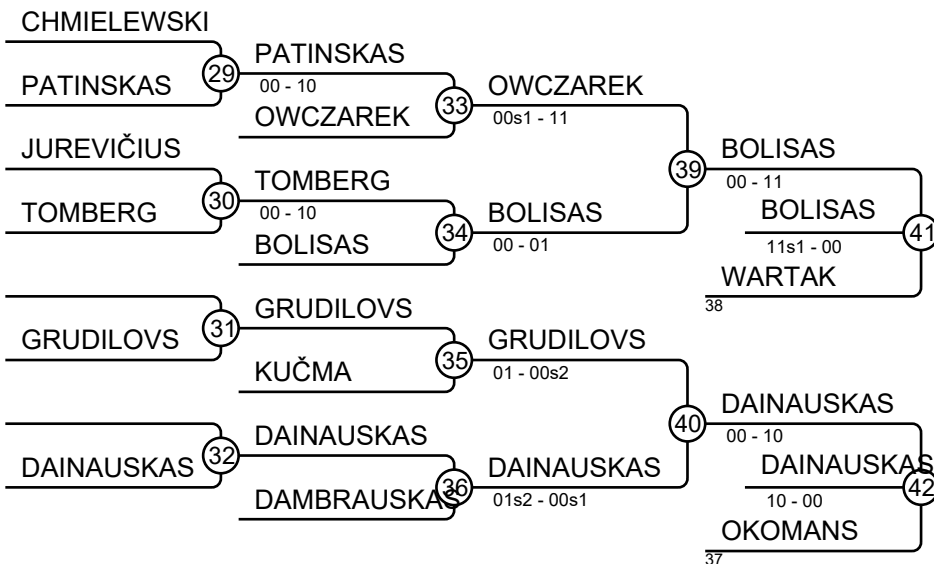 CHMIELEWSKI
29
PATINSKAS
PATINSKAS
00 - 10
33
OWCZAREK
OWCZAREK
00s1 - 11
JUREVIČIUS
30
TOMBERG
TOMBERG
00 - 10
34
BOLISAS
BOLISAS
00 - 01
39
BOLISAS
00 - 11
BOLISAS
11s1 - 00
41
WARTAK
38
31
GRUDILOVS
GRUDILOVS
35
KUČMA
GRUDILOVS
01 - 00s2
32
DAINAUSKAS
DAINAUSKAS
36
DAMBRAUSKAS
DAINAUSKAS
01s2 - 00s1
40
DAINAUSKAS
00 - 10
DAINAUSKAS
10 - 00
42
OKOMANS
37